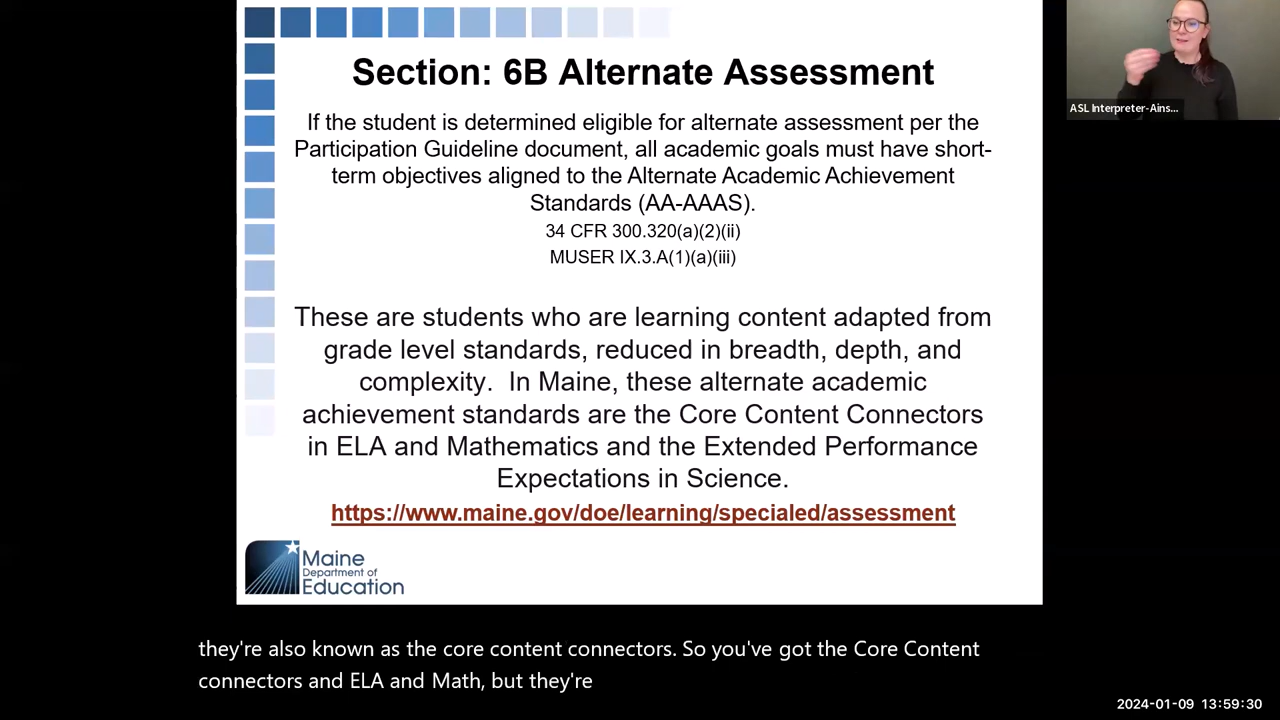 Section: 6B Alternate Assessment
If the student is determined eligible for alternate assessment per the
Participation Guideline document, all academic goals must have short-
term objectives aligned to the Alternate Academic Achievement
Standards (AA-AAAS).
34 CFR 300.320(a)(2)(ii)
MUSER IX.3.A(1)(a)(iii)
These are students who are learning content adapted from
grade level standards, reduced in breadth, depth, and
complexity.  In Maine, these alternate academic
achievement standards are the Core Content Connectors
in ELA and Mathematics and the Extended Performance
Expectations in Science.
https://www.maine.gov/doe/learning/specialed/assessment
Maine
Department of
Education
ASL Interpreter-Ains...
they're also known as the core content connectors. So you've got the Core Content
connectors and ELA and Math, but they're
2024-01-09 13:59:30